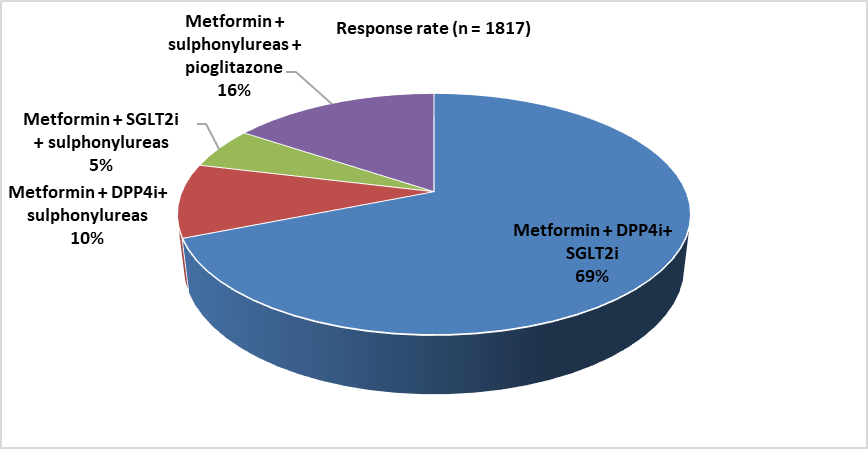 Response rate (n = 1817)
Metformin +
sulphonylureas +
pioglitazone
16%
Metformin + SGLT2i
+ sulphonylureas
5%
Metformin + DPP4i+
sulphonylureas
10%
Metformin + DPP4i+
SGLT2i
69%